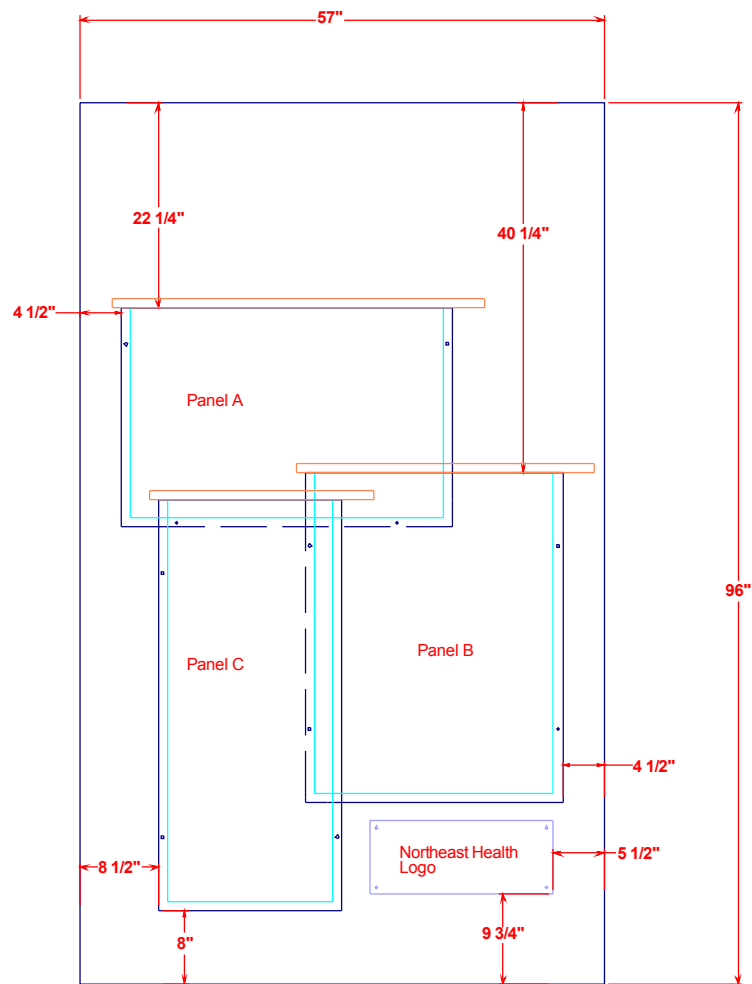 57"
22 1/4"
40 1/4"
4 1/2"
Panel A
96"
Panel B
Panel C
4 1/2"
Northeast Health
Logo
5 1/2"
8 1/2"
9 3/4"
8"